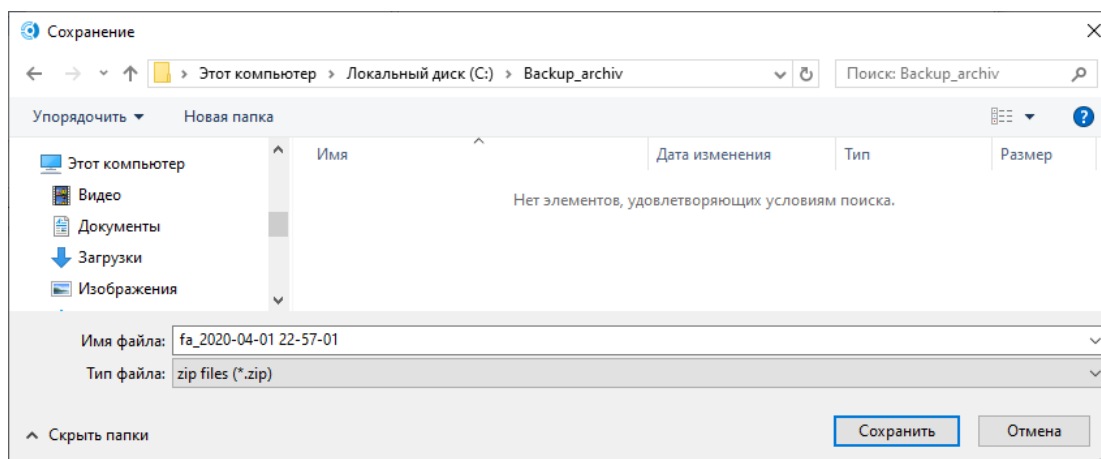 Сохранение
Этот компьютер > Локальный диск (C:) > Backup_archiv
Поиск: Backup_archiv
Упорядочить Новая папка
Имя Дата изменения Тип Размер
Этот компьютер
Видео
Документы
Загрузки
Изображения
Нет элементов, удовлетворяющих условиям поиска.
Имя файла: fa_2020-04-01 22-57-01
Тип файла: zip files (*.zip)
Скрыть папки
Сохранить Отмена